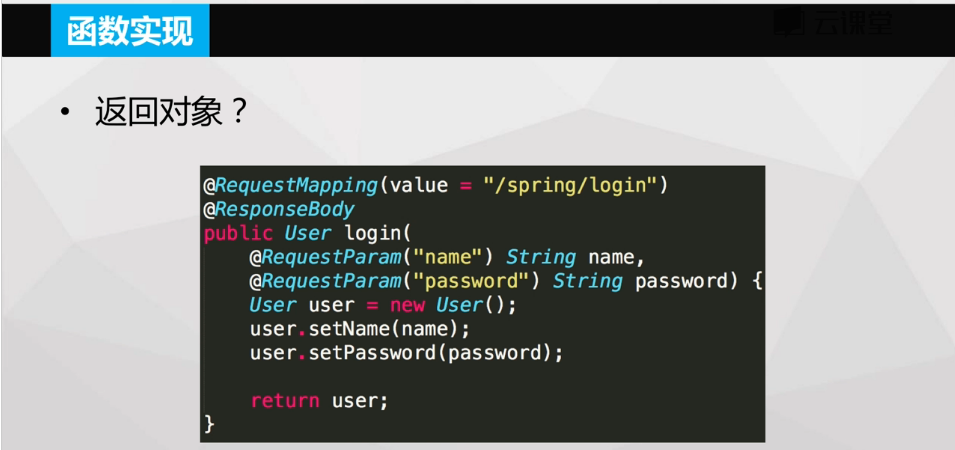 函数实现
云课堂
• 返回对象？
@RequestMapping(value = "/spring/login")
@ResponseBody
public User login(
    @RequestParam("name") String name,
    @RequestParam("password") String password) {
    User user = new User();
    user.setName(name);
    user.setPassword(password);

    return user;
}